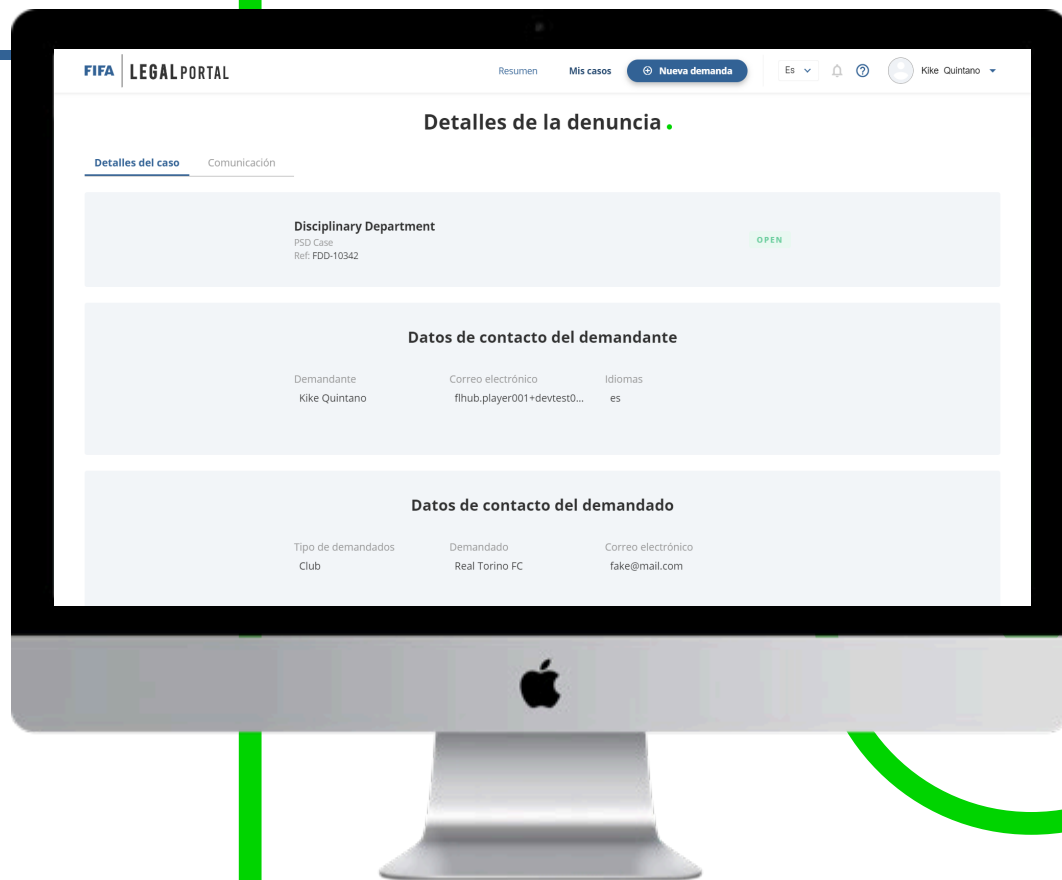 FIFA LEGAL PORTAL
Resumen Mis casos Nueva demanda Es Kike Quintano
Detalles de la denuncia.
Detalles del caso Comunicación
Disciplinary Department
PSD Case
Ref: FDD-10342
OPEN
Datos de contacto del demandante
Demandante Correo electrónico Idiomas
Kike Quintano flhub.player001+devtest0... es
Datos de contacto del demandado
Tipo de demandados Demandado Correo electrónico
Club Real Torino FC fake@mail.com